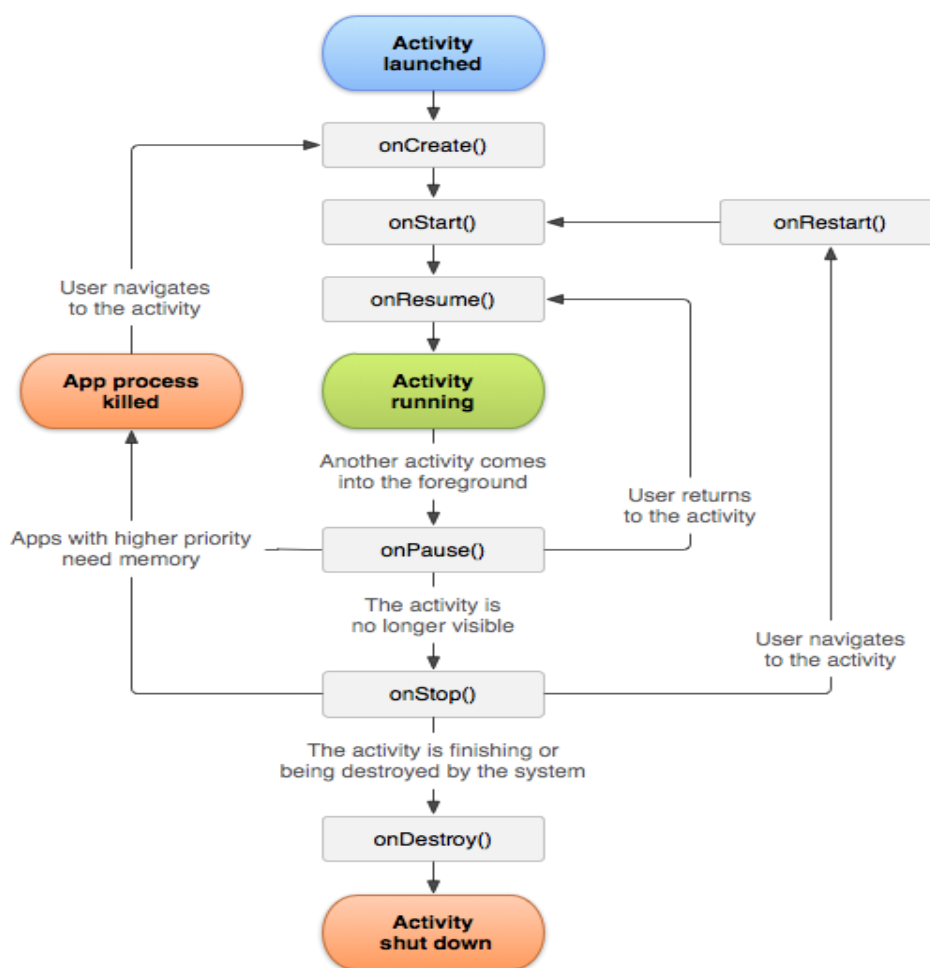 Activity
launched
onCreate()
onStart()
onRestart()
User navigates
to the activity
onResume()
App process
killed
Activity
running
Another activity comes
into the foreground
User returns
to the activity
Apps with higher priority
need memory
onPause()
The activity is
no longer visible
User navigates
to the activity
onStop()
The activity is finishing or
being destroyed by the system
onDestroy()
Activity
shut down